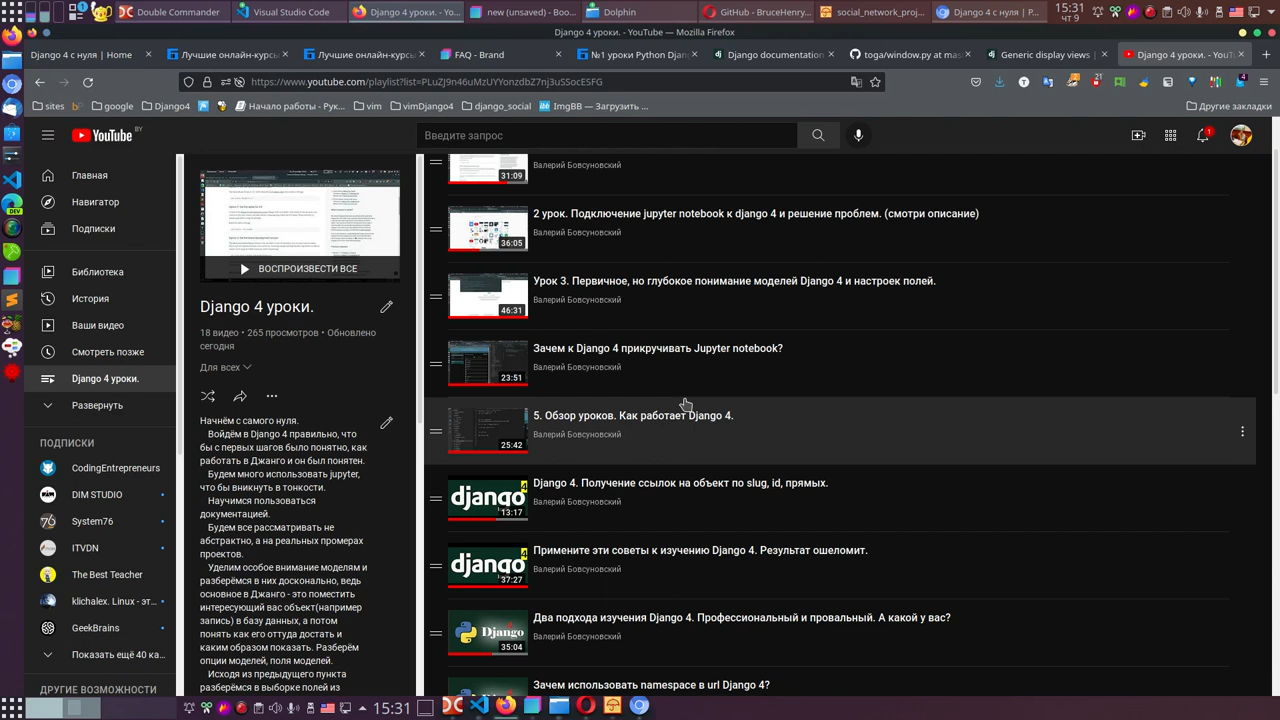 Double Commander
Visual Studio Code
Django 4 уроки. - Yo...
new (unsaved) - Boo...
Dolphin
GitHub - BruceHenry...
social_network_proj...
Django 4 с нуля | P...
15:31
ЧТ 9
Django 4 уроки. - YouTube — Mozilla Firefox
Django 4 с нуля | Home
Лучшие онлайн-курсы
Лучшие онлайн-курсы
FAQ - Brand
№1 уроки Python Djang
Django documentation
toga/window.py at mas
Generic display views
Django 4 уроки. - YouTu
https://www.youtube.com/playlist?list=PLuZJ9n46uMzUYYonzdbZ7nj3uSSocESFG
21
4
sites
google
Django4
Начало работы - Рук...
vim
vimDjango4
django_social
ImgBB — Загрузить ...
Другие закладки
YouTube BY
Введите запрос
1
Главная
Навигатор
Библиотека
История
Ваши видео
Смотреть позже
Django 4 уроки.
Развернуть
ПОДПИСКИ
CodingEntrepreneurs
DIM STUDIO
System76
ITVDN
The Best Teacher
klichalex. Linux - эт...
GeekBrains
Показать ещё 40 ка...
ДРУГИЕ ВОЗМОЖНОСТИ
ВОСПРОИЗВЕСТИ ВСЕ
Django 4 уроки.
18 видео • 265 просмотров • Обновлено
сегодня
Для всех
Начнём с самого нуля.
Войдём в Django 4 правильно, что
бы с первых шагов было понятно, как
работать в Джанго и он был понятен.
Будем много использовать jupyter,
что бы вникнуть в тонкости.
Научимся пользоваться
документацией.
Будем все рассматривать не
абстрактно, а на реальных промерах
проектов.
Уделим особое внимание моделям и
разберёмся в них досконально, ведь
основное в Джанго - это поместить
интересующий вас объект(например
запись) в базу данных, а потом
понять как его оттуда достать и
каким образом показать. Разберём
опции моделей, поля моделей.
Исходя из предыдущего пункта
разберёмся в выборке полей из
31:09
Валерий Бовсуновский
2 урок. Подключение jupyter notebook к django 4 и решение проблем. (смотри описание)
Валерий Бовсуновский
36:03
Урок 3. Первичное, но глубокое понимание моделей Django 4 и настроек поля.
Валерий Бовсуновский
46:31
Зачем к Django 4 прикручивать Jupyter notebook?
Валерий Бовсуновский
23:51
5. Обзор уроков. Как работает Django 4.
Валерий Бовсуновский
25:42
Django 4. Получение ссылок на объект по slug, id, прямых.
Валерий Бовсуновский
django 4
13:17
Примените эти советы к изучению Django 4. Результат ошеломит.
Валерий Бовсуновский
django 4
37:27
Два подхода изучения Django 4. Профессиональный и провальный. А какой у вас?
Валерий Бовсуновский
Django
35:04
Зачем использовать namespace в url Django 4?
15:31